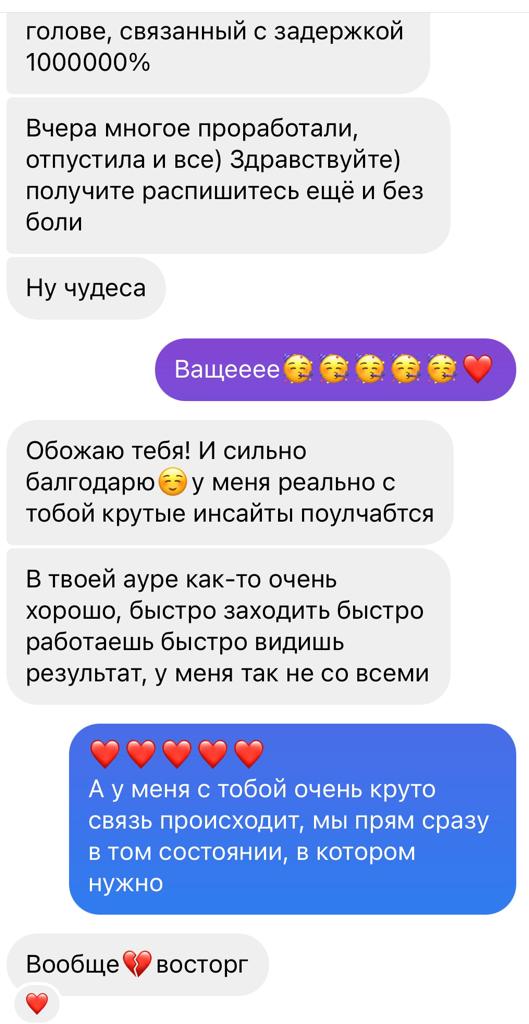 голове, связанный с задержкой
1000000%
Вчера многое проработали,
отпустила и все) Здравствуйте)
получите распишитесь ещё и без
боли
Ну чудеса
Ващееее🥳🥳🥳🥳🥳❤️
Обожаю тебя! И сильно
балгодарю☺️у меня реально с
тобой крутые инсайты поулчабтся
В твоей ауре как-то очень
хорошо, быстро заходить быстро
работаешь быстро видишь
результат, у меня так не со всеми
❤️❤️❤️❤️❤️
А у меня с тобой очень круто
связь происходит, мы прям сразу
в том состоянии, в котором
нужно
Вообще💔восторг
❤️